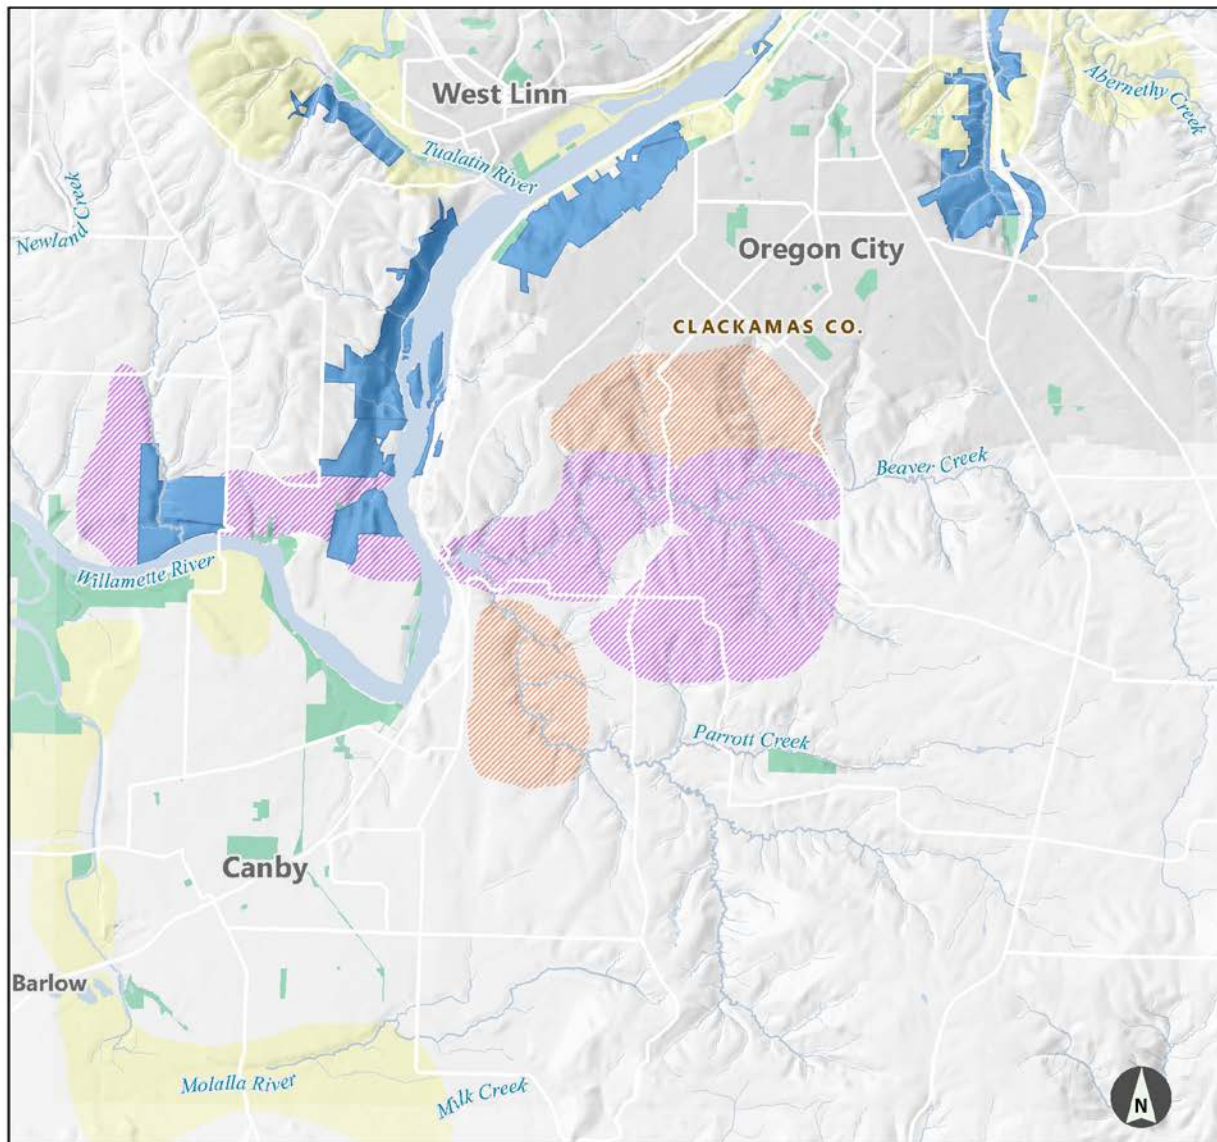 West Linn
Abernethy Creek
Tualatin River
Newland Creek
Oregon City
CLACKAMAS CO.
Beaver Creek
Willamette River
Parrott Creek
Canby
Barlow
Molalla River
Milk Creek
N